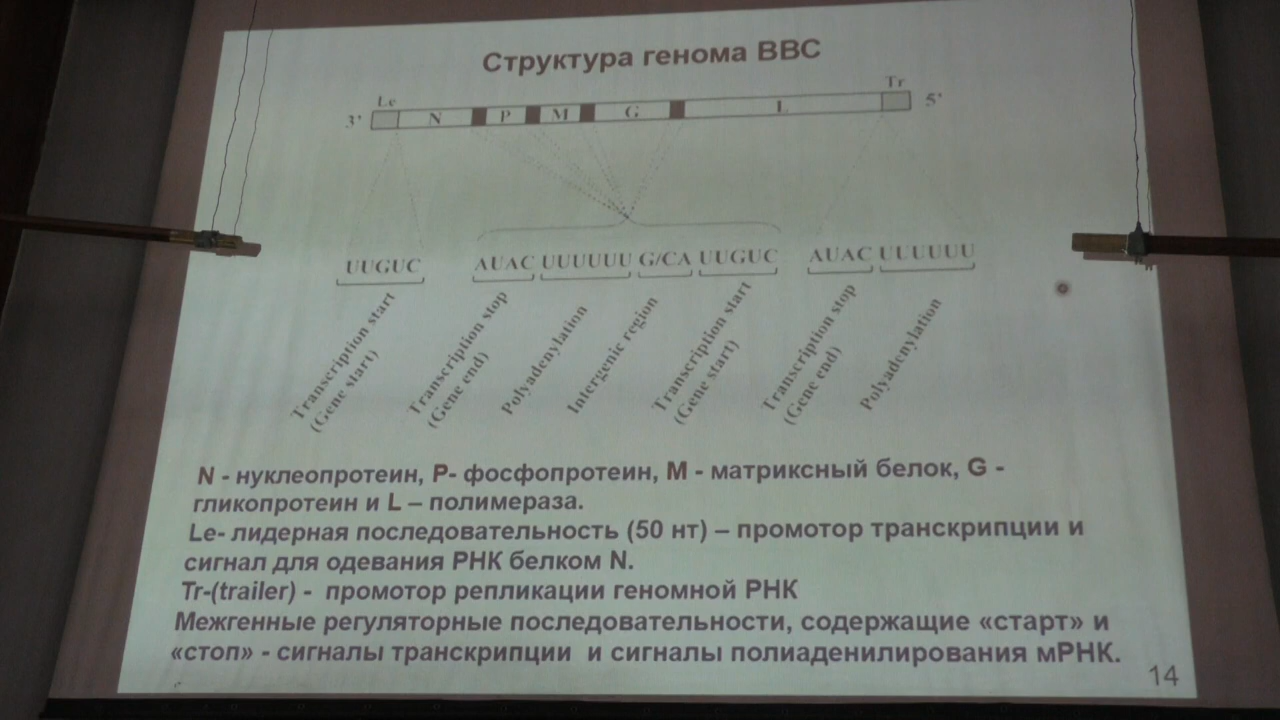 Структура генома ВВС
Le
Tr
3' N P M G L 5'
UUGUC AUAC UUUUUU G/CA UUGUC AUAC UUUUUU
Transcription start
(Gene start)
Transcription stop
(Gene end)
Polyadenylation
Intergenic region
Transcription start
(Gene start)
Transcription stop
(Gene end)
Polyadenylation
N - нуклеопротеин, P- фосфопротеин, M - матриксный белок, G -
гликопротеин и L – полимераза.
Le- лидерная последовательность (50 нт) – промотор транскрипции и
сигнал для одевания РНК белком N.
Tr-(trailer) - промотор репликации геномной РНК
Межгенные регуляторные последовательности, содержащие «старт» и
«стоп» - сигналы транскрипции и сигналы полиаденилирования мРНК.
14